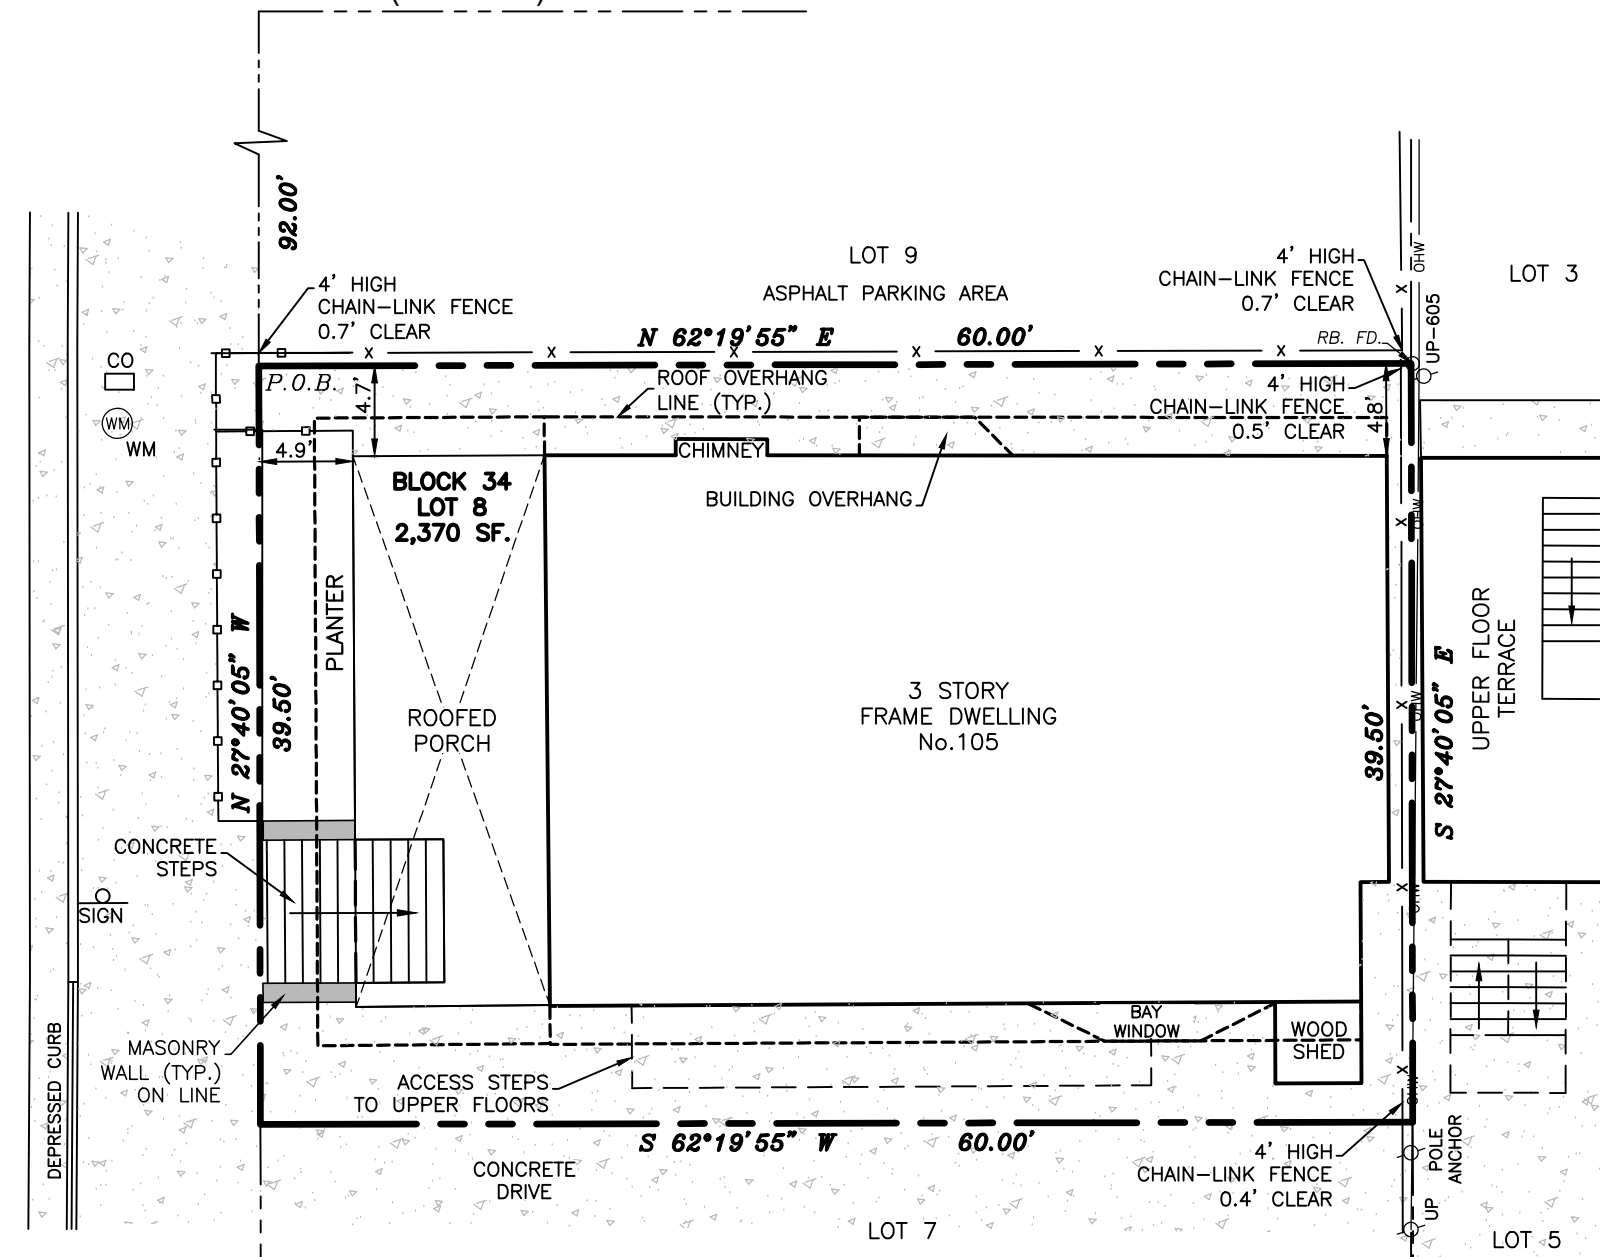 92.00'
LOT 9
ASPHALT PARKING AREA
LOT 3
4' HIGH
CHAIN-LINK FENCE
0.7' CLEAR
4' HIGH
CHAIN-LINK FENCE
0.7' CLEAR
OHW
UP-605
N 62°19'55" E 60.00'
RB. FD.
CO
WM
WM
P.O.B.
4.7'
ROOF OVERHANG
LINE (TYP.)
4' HIGH
CHAIN-LINK FENCE
0.5' CLEAR
4.8'
4.9'
CHIMNEY
BLOCK 34
LOT 8
2,370 SF.
BUILDING OVERHANG
OHW
PLANTER
N 27°40'05" W
39.50'
ROOFED
PORCH
3 STORY
FRAME DWELLING
No.105
39.50'
OHW
S 27°40'05" E
UPPER FLOOR
TERRACE
CONCRETE
STEPS
SIGN
OHW
MASONRY
WALL (TYP.)
ON LINE
DEPRESSED CURB
BAY
WINDOW
WOOD
SHED
OHW
ACCESS STEPS
TO UPPER FLOORS
S 62°19'55" W 60.00'
CONCRETE
DRIVE
4' HIGH
CHAIN-LINK FENCE
0.4' CLEAR
POLE
ANCHOR
UP
LOT 7
LOT 5